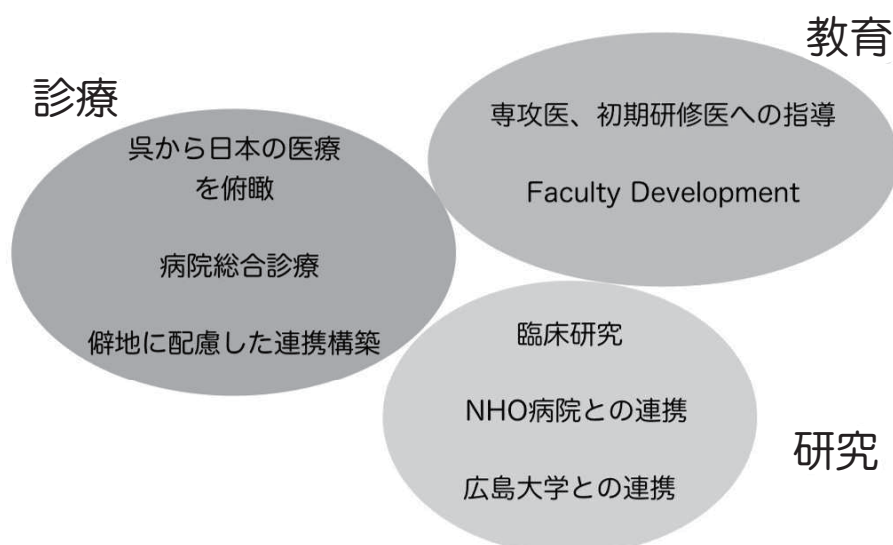 診療
呉から日本の医療
を俯瞰
病院総合診療
僻地に配慮した連携構築
教育
専攻医、初期研修医への指導
Faculty Development
臨床研究
NHO病院との連携
広島大学との連携
研究